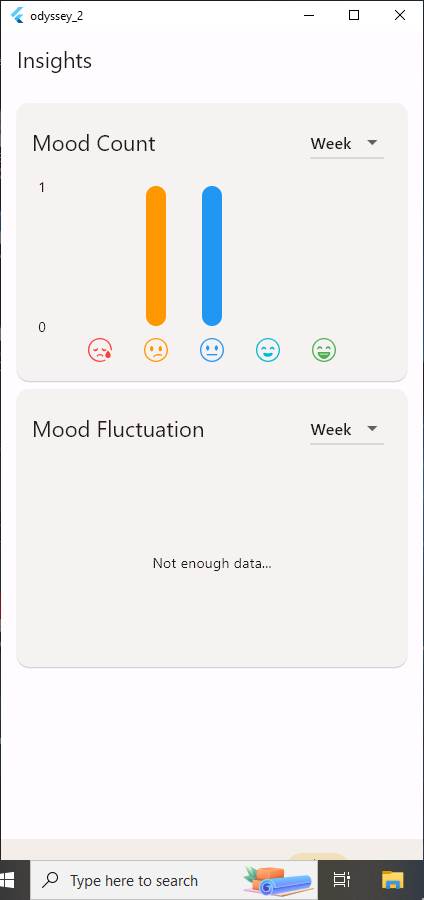 odyssey_2
Insights
Mood Count
Week
1
0
Mood Fluctuation
Week
Not enough data...
Type here to search